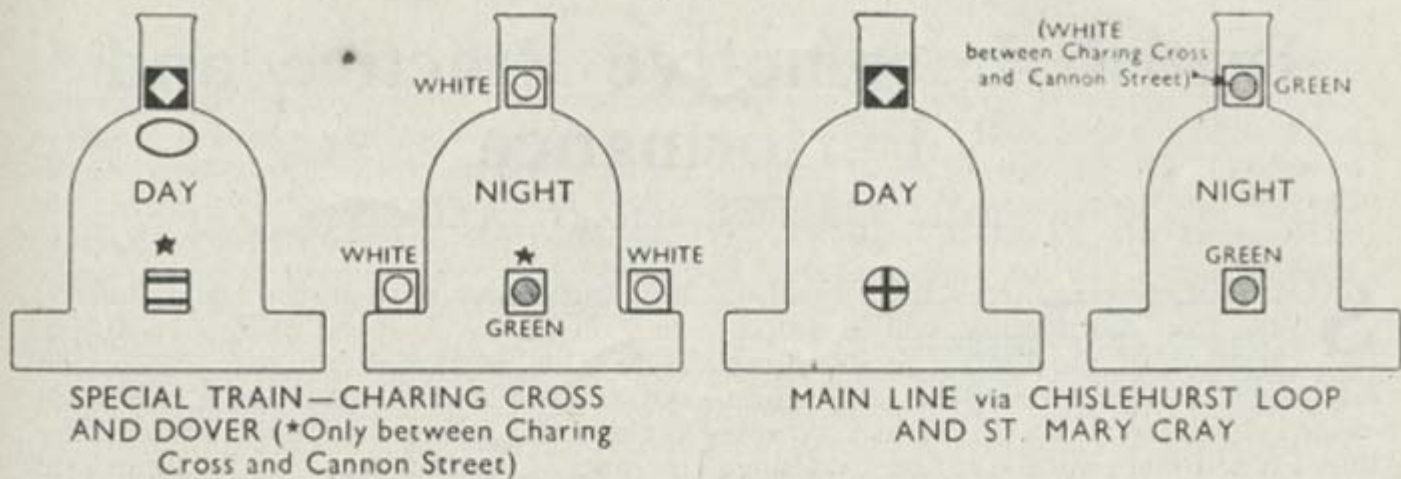 DAY
★
WHITE
NIGHT
WHITE
★
WHITE
GREEN
SPECIAL TRAIN—CHARING CROSS
AND DOVER (*Only between Charing
Cross and Cannon Street)
DAY
(WHITE
between Charing Cross
and Cannon Street)*
GREEN
NIGHT
GREEN
MAIN LINE via CHISLEHURST LOOP
AND ST. MARY CRAY